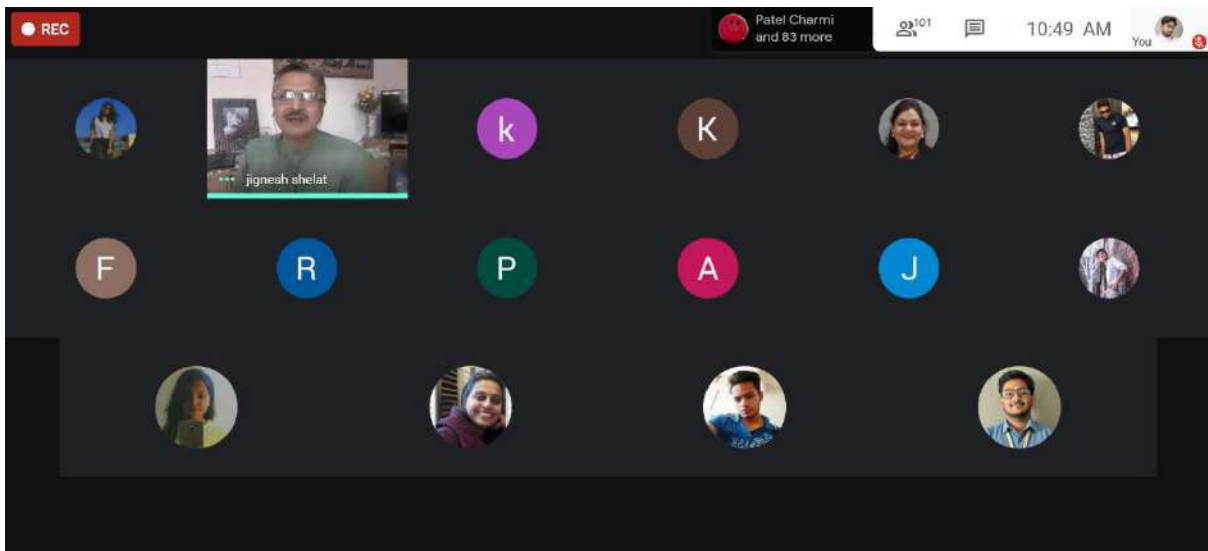 REC
Patel Charmi
and 83 more
101
10:49 AM
You
jignesh shelat
k
K
F
R
P
A
J